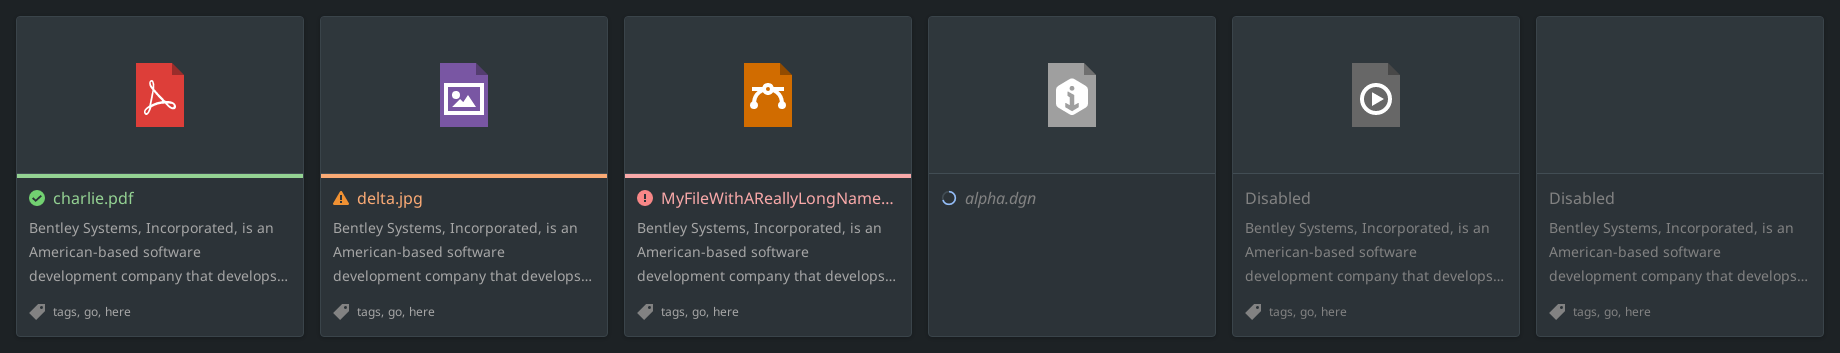 charlie.pdf
Bentley Systems, Incorporated, is an
American-based software
development company that develops...
tags, go, here
delta.jpg
Bentley Systems, Incorporated, is an
American-based software
development company that develops...
tags, go, here
MyFileWithAReallyLongName...
Bentley Systems, Incorporated, is an
American-based software
development company that develops...
tags, go, here
alpha.dgn
Disabled
Bentley Systems, Incorporated, is an
American-based software
development company that develops...
tags, go, here
Disabled
Bentley Systems, Incorporated, is an
American-based software
development company that develops...
tags, go, here